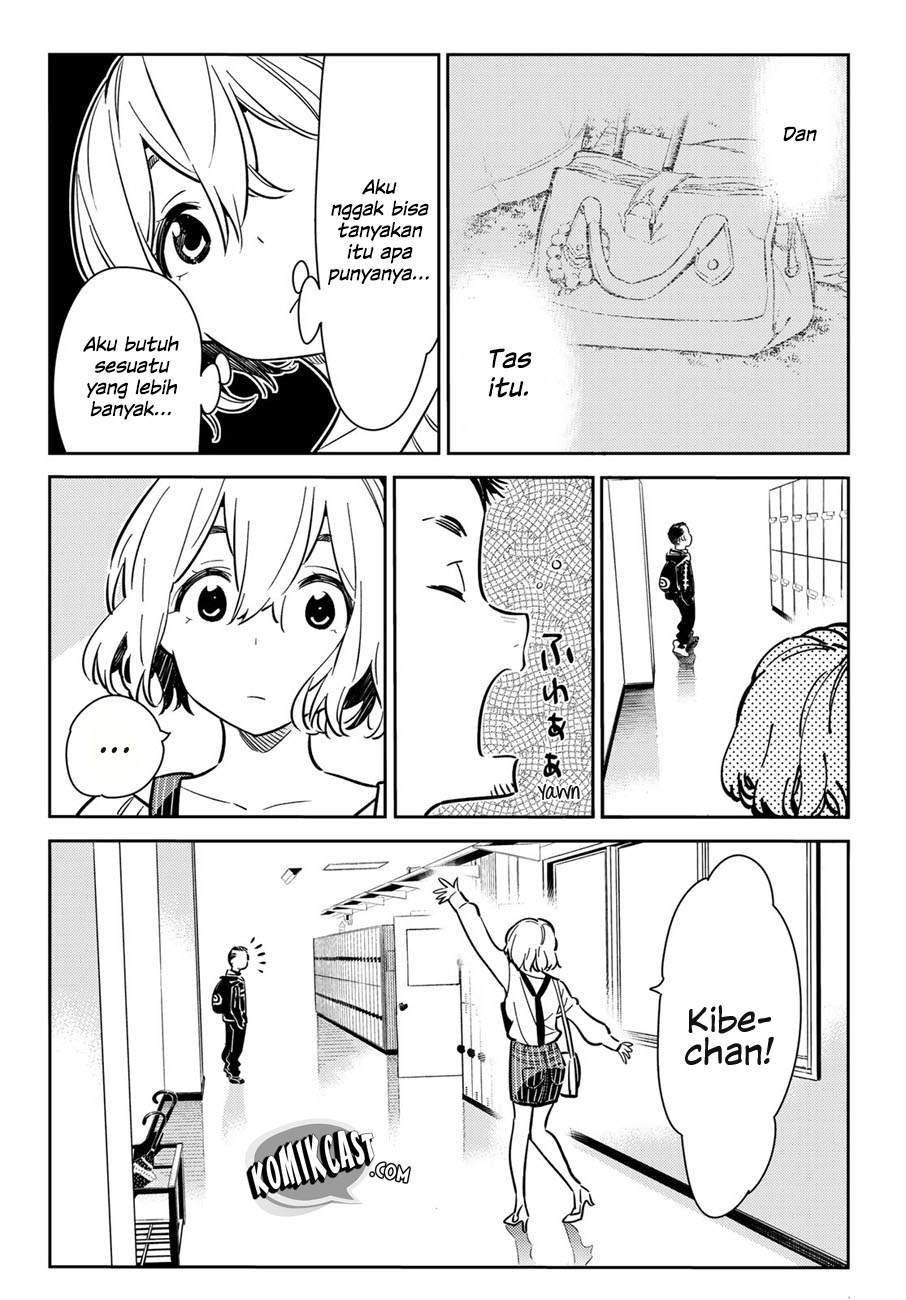 Dan
Tas
itu.
Aku
nggak bisa
tanyakan
itu apa
punyanya...
Aku butuh
sesuatu
yang lebih
banyak...
ふわぁぁ
Yawn
...
Kibe-
chan!
KOMIKCAST
.COM